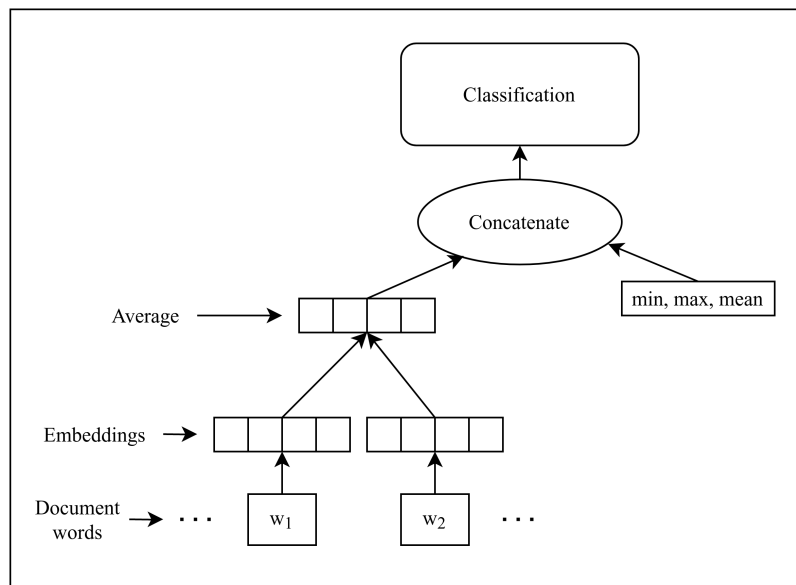 Classification
Concatenate
min, max, mean
Average
Embeddings
Document
words
. . .
w1
w2
. . .